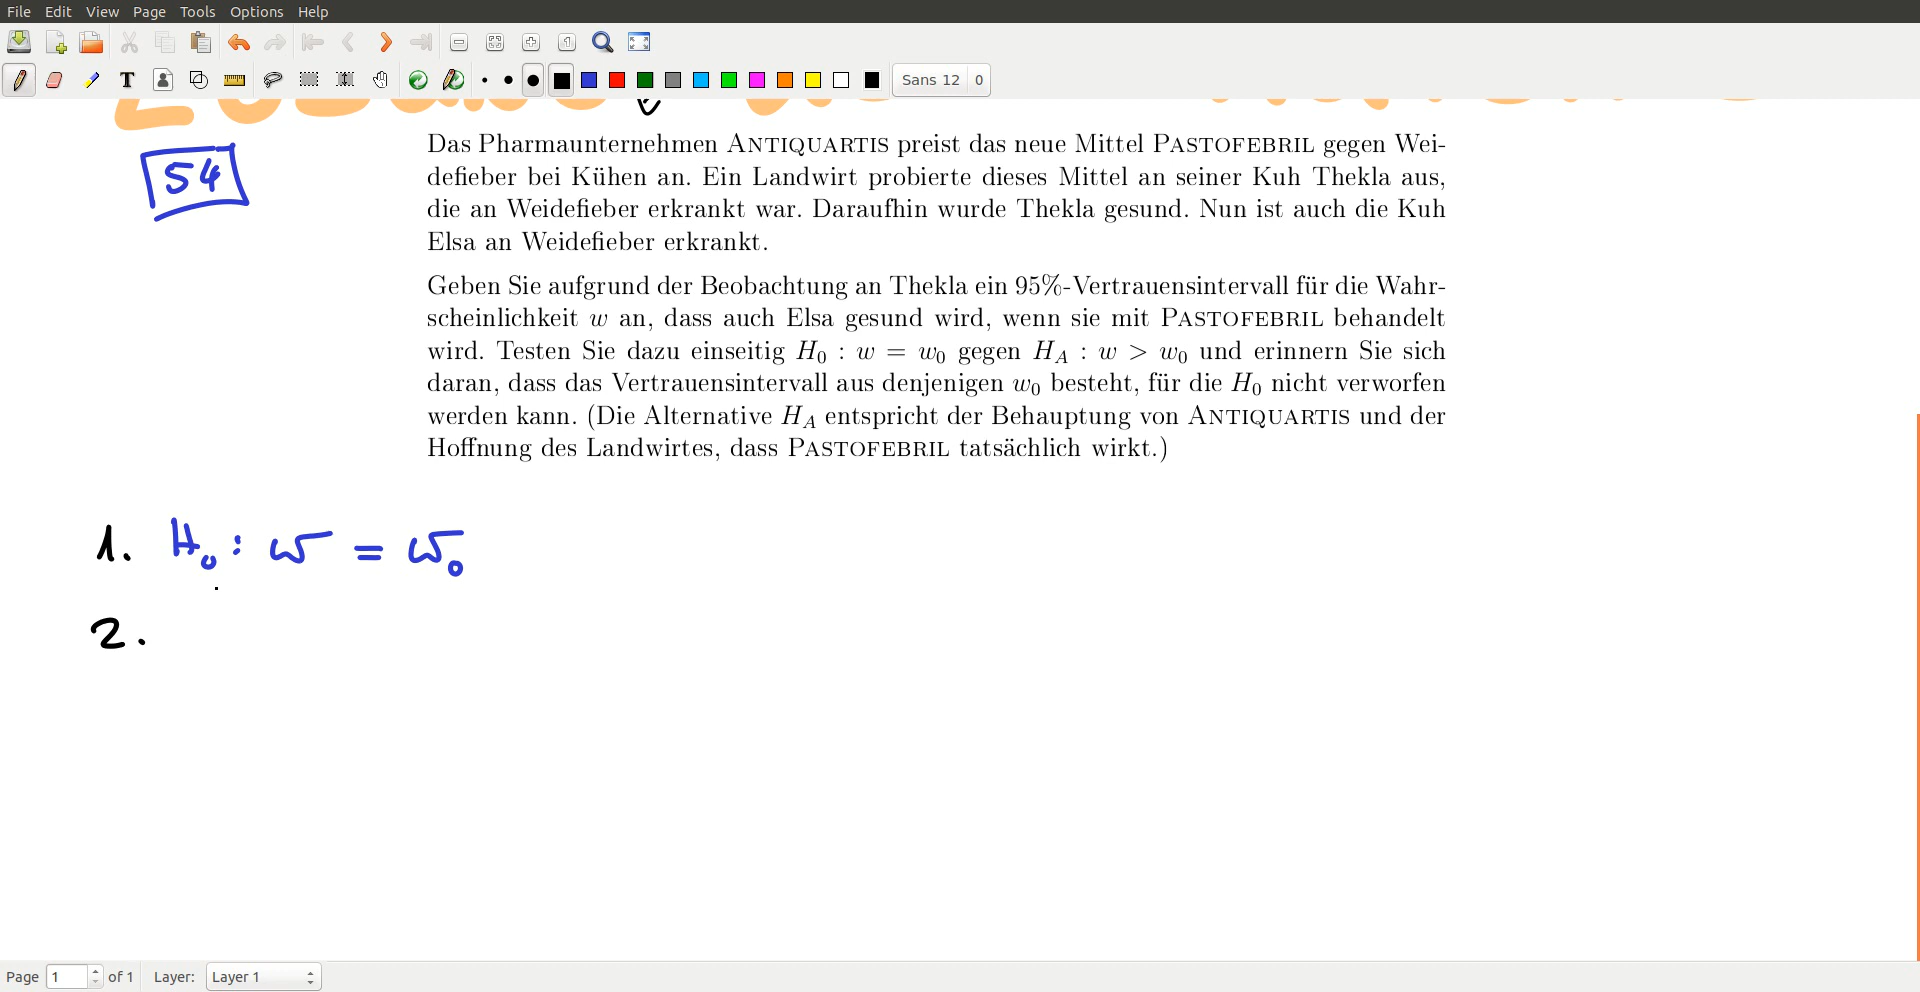 File Edit View Page Tools Options Help
Sans 12 0
54
Das Pharmaunternehmen ANTIQUARTIS preist das neue Mittel PASTOFEBRIL gegen Wei-
defieber bei Kühen an. Ein Landwirt probierte dieses Mittel an seiner Kuh Thekla aus,
die an Weidefieber erkrankt war. Daraufhin wurde Thekla gesund. Nun ist auch die Kuh
Elsa an Weidefieber erkrankt.
Geben Sie aufgrund der Beobachtung an Thekla ein 95%-Vertrauensintervall für die Wahr-
scheinlichkeit w an, dass auch Elsa gesund wird, wenn sie mit PASTOFEBRIL behandelt
wird. Testen Sie dazu einseitig H₀ : w = w₀ gegen H_A : w > w₀ und erinnern Sie sich
daran, dass das Vertrauensintervall aus denjenigen w₀ besteht, für die H₀ nicht verworfen
werden kann. (Die Alternative H_A entspricht der Behauptung von ANTIQUARTIS und der
Hoffnung des Landwirtes, dass PASTOFEBRIL tatsächlich wirkt.)
1. H₀ : w = w₀
2.
Page 1 of 1 Layer: Layer 1